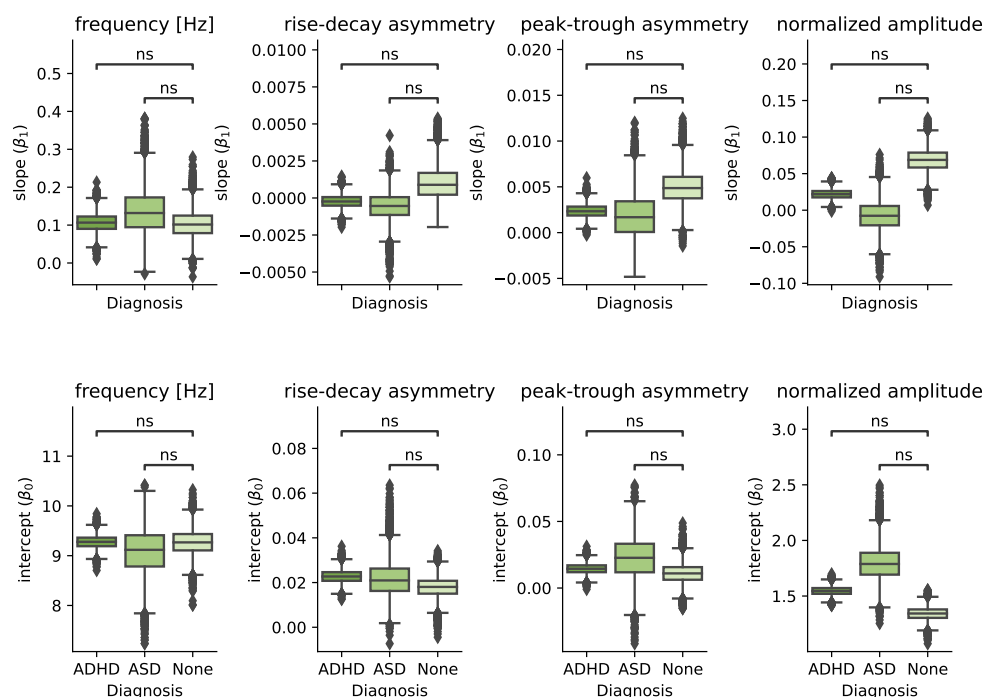 frequency [Hz]
rise-decay asymmetry
peak-trough asymmetry
normalized amplitude
slope (β₁)
0.5
0.4
0.3
0.2
0.1
0.0
ns
ns
Diagnosis
slope (β₁)
0.0100
0.0075
0.0050
0.0025
0.0000
−0.0025
−0.0050
ns
ns
Diagnosis
slope (β₁)
0.020
0.015
0.010
0.005
0.000
−0.005
ns
ns
Diagnosis
slope (β₁)
0.20
0.15
0.10
0.05
0.00
−0.05
−0.10
ns
ns
Diagnosis
frequency [Hz]
rise-decay asymmetry
peak-trough asymmetry
normalized amplitude
intercept (β₀)
11
10
9
8
ns
ns
ADHD ASD None
Diagnosis
intercept (β₀)
0.08
0.06
0.04
0.02
0.00
ns
ns
ADHD ASD None
Diagnosis
intercept (β₀)
0.10
0.05
0.00
ns
ns
ADHD ASD None
Diagnosis
intercept (β₀)
3.0
2.5
2.0
1.5
ns
ns
ADHD ASD None
Diagnosis